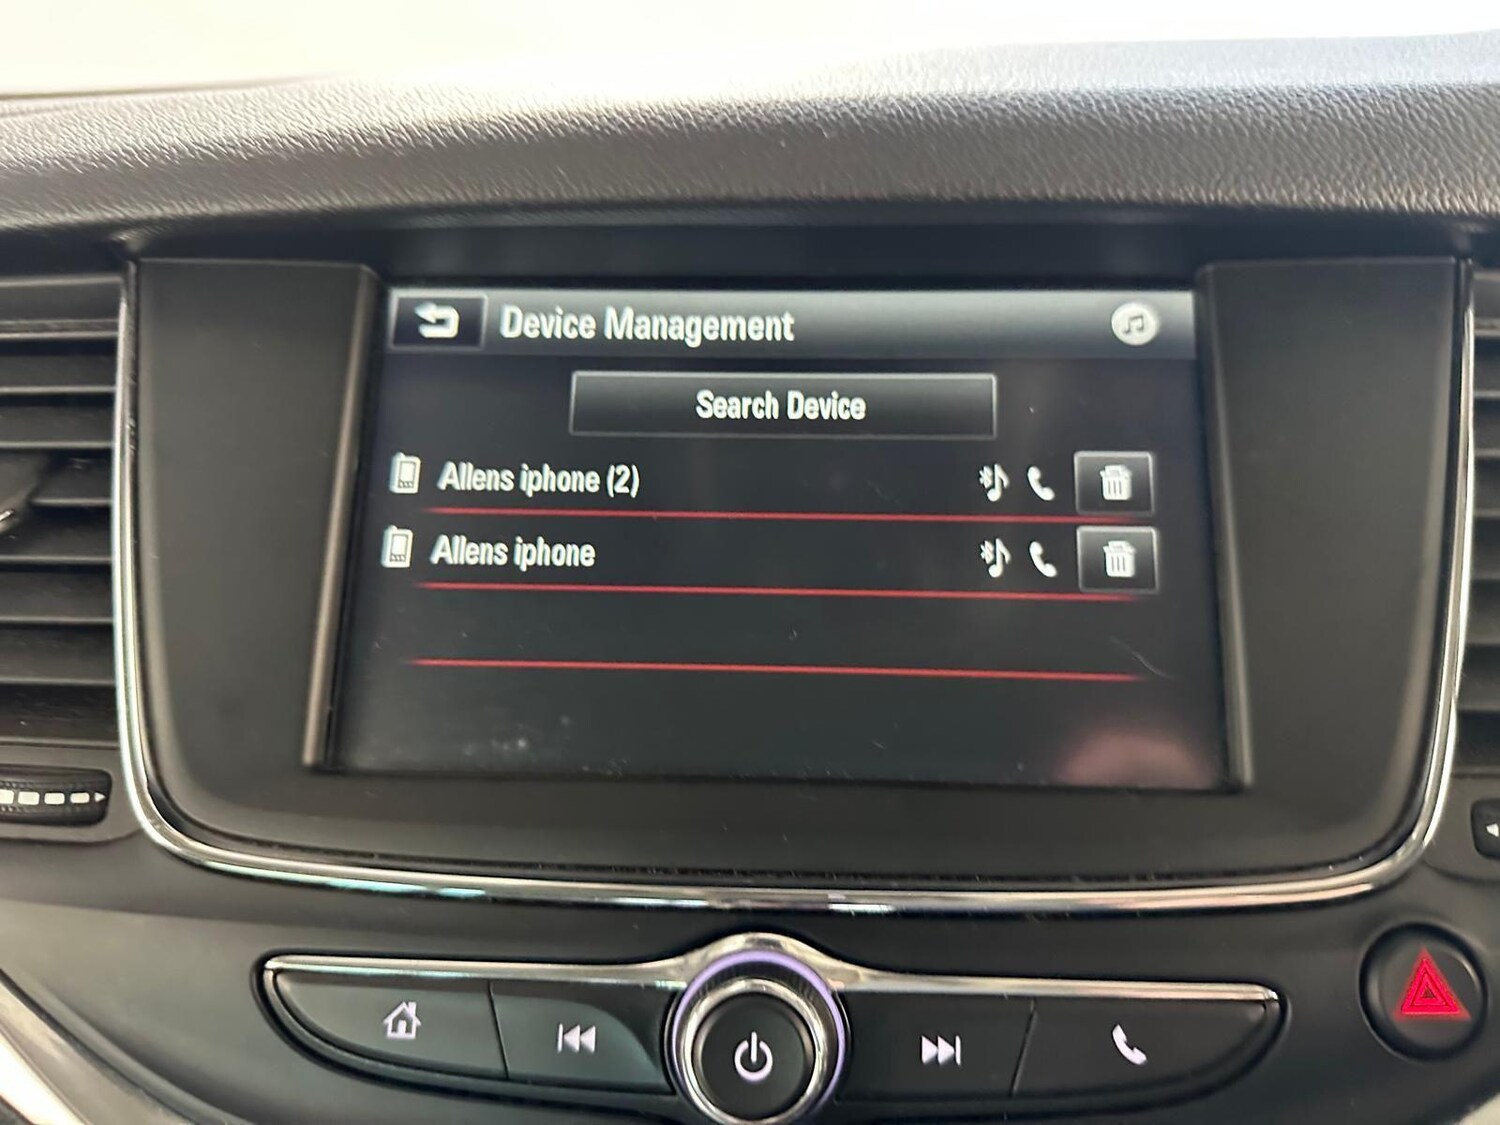 Device Management
Search Device
Allens iphone (2)
Allens iphone